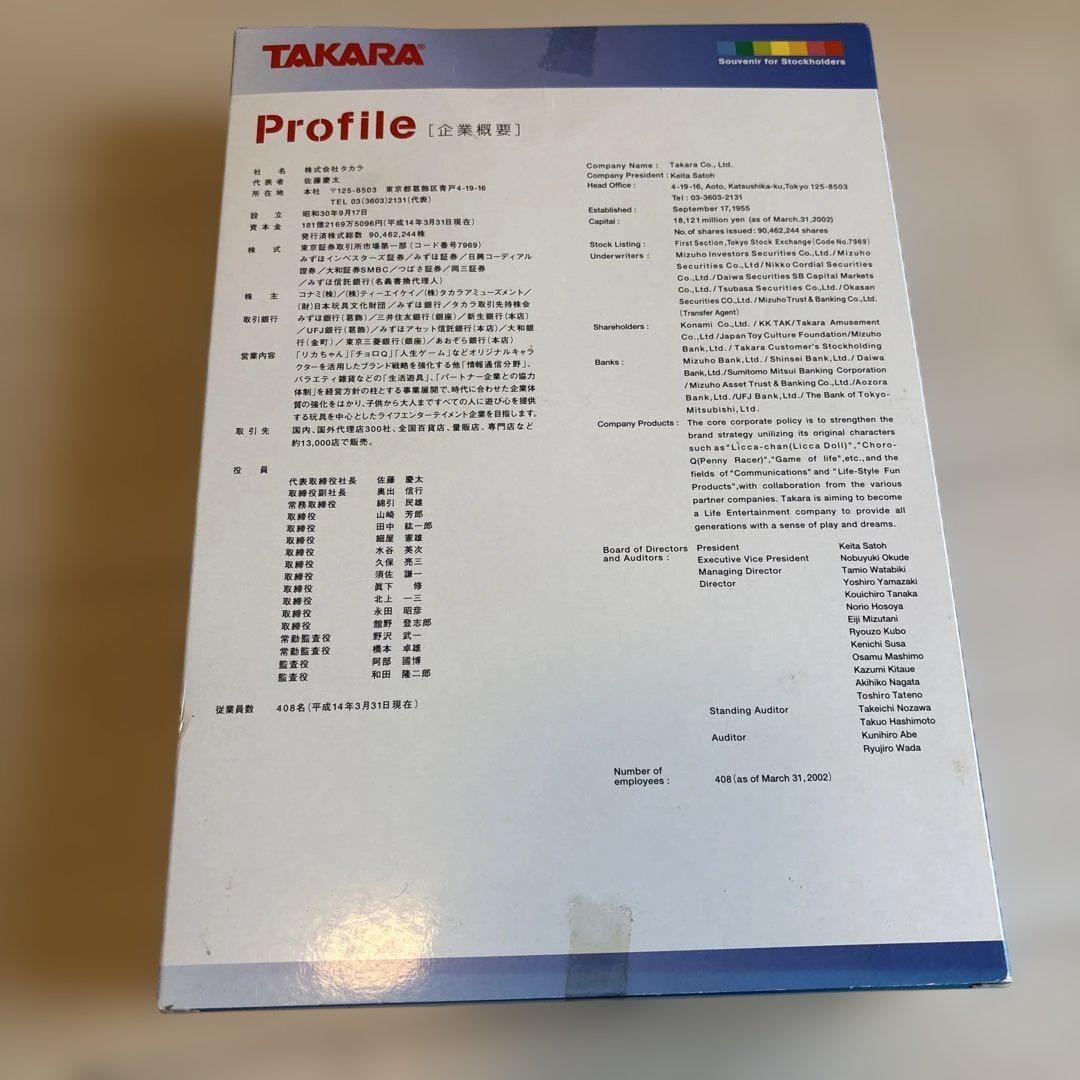 TAKARA®
Souvenir for Stockholders
Profile [企業概要]
社名 株式会社タカラ
代表者 佐藤慶太
所在地 本社 〒125-8503 東京都葛飾区青戸4-19-16
TEL 03(3603)2131(代表)
設立 昭和30年9月17日
資本金 181億2169万5096円(平成14年3月31日現在)
発行済株式総数 90,462,244株
株式 東京証券取引所市場第一部(コード番号7969)
みずほインベスターズ証券/みずほ証券/日興コーディアル
證券/大和証券SMBC/つばさ証券/岡三証券
/みずほ信託銀行(名義書換代理人)
株主 コナミ(株)/(株)ティーエイケイ/(株)タカラアミューズメント/
(財)日本玩具文化財団/みずほ銀行/タカラ取引先持株会
取引銀行 みずほ銀行(葛飾)/三井住友銀行(銀座)/新生銀行(本店)
/UFJ銀行(葛飾)/みずほアセット信託銀行(本店)/大和銀
行(金町)/東京三菱銀行(銀座)/あおぞら銀行(本店)
営業内容 「リカちゃん」「チョロQ」「人生ゲーム」などオリジナルキャラ
クターを活用したブランド戦略を強化する他「情報通信分野」、
バラエティ雑貨などの「生活遊具」、「パートナー企業との協力
体制」を経営方針の柱とする事業展開で、時代に合わせた企業体
質の強化をはかり、子供から大人まですべての人に遊び心を提供
する玩具を中心としたライフエンターテイメント企業を目指します。
取引先 国内、国外代理店300社、全国百貨店、量販店、専門店など
約13,000店で販売。
役員
代表取締役社長 佐藤 慶太
取締役副社長 奥出 信行
常務取締役 綿引 民雄
取締役 山崎 芳郎
取締役 田中 紘一郎
取締役 細屋 憲雄
取締役 水谷 英次
取締役 久保 亮三
取締役 須佐 謙一
取締役 眞下 修
取締役 北上 一三
取締役 永田 昭彦
取締役 舘野 登志郎
常勤監査役 野沢 武一
常勤監査役 橋本 卓雄
監査役 阿部 國博
監査役 和田 隆二郎
従業員数 408名(平成14年3月31日現在)
Company Name : Takara Co., Ltd.
Company President : Keita Satoh
Head Office : 4-19-16, Aoto, Katsushika-ku,Tokyo 125-8503
Tel : 03-3603-2131
Established : September 17,1955
Capital : 18,121 million yen (as of March.31,2002)
No. of shares issued: 90,462,244 shares
Stock Listing : First Section,Tokyo Stock Exchange(Code No.7969)
Underwriters : Mizuho Investors Securities Co.,Ltd./Mizuho
Securities Co.,Ltd/Nikko Cordial Securities
Co.,Ltd./Daiwa Securities SB Capital Markets
Co.,Ltd./Tsubasa Securities Co.,Ltd./Okasan
Securities CO.,Ltd./MizuhoTrust & Banking Co.,Ltd.
(Transfer Agent)
Shareholders : Konami Co.,Ltd. / KK TAK/Takara Amusement
Co.,Ltd /Japan Toy Culture Foundation/Mizuho
Bank,Ltd./ Takara Customer's Stockholding
Banks : Mizuho Bank,Ltd. / Shinsei Bank,Ltd./ Daiwa
Bank,Ltd./Sumitomo Mitsui Banking Corporation
/Mizuho Asset Trust & Banking Co.,Ltd./Aozora
Bank,Ltd./UFJ Bank,Ltd./ The Bank of Tokyo-
Mitsubishi, Ltd.
Company Products : The core corporate policy is to strengthen the
brand strategy unilizing its original characters
such as"Licca-chan(Licca Doll)","Choro-
Q(Penny Racer)","Game of life",etc.,and the
fields of "Communications" and "Life-Style Fun
Products",with collaboration from the various
partner companies. Takara is aiming to become
a Life Entertainment company to provide all
generations with a sense of play and dreams.
Board of Directors and Auditors : President Keita Satoh
Executive Vice President Nobuyuki Okude
Managing Director Tamio Watabiki
Director Yoshiro Yamazaki
Kouichiro Tanaka
Norio Hosoya
Eiji Mizutani
Ryouzo Kubo
Kenichi Susa
Osamu Mashimo
Kazumi Kitaue
Akihiko Nagata
Toshiro Tateno
Standing Auditor Takeichi Nozawa
Takuo Hashimoto
Auditor Kunihiro Abe
Ryujiro Wada
Number of employees : 408(as of March 31,2002)